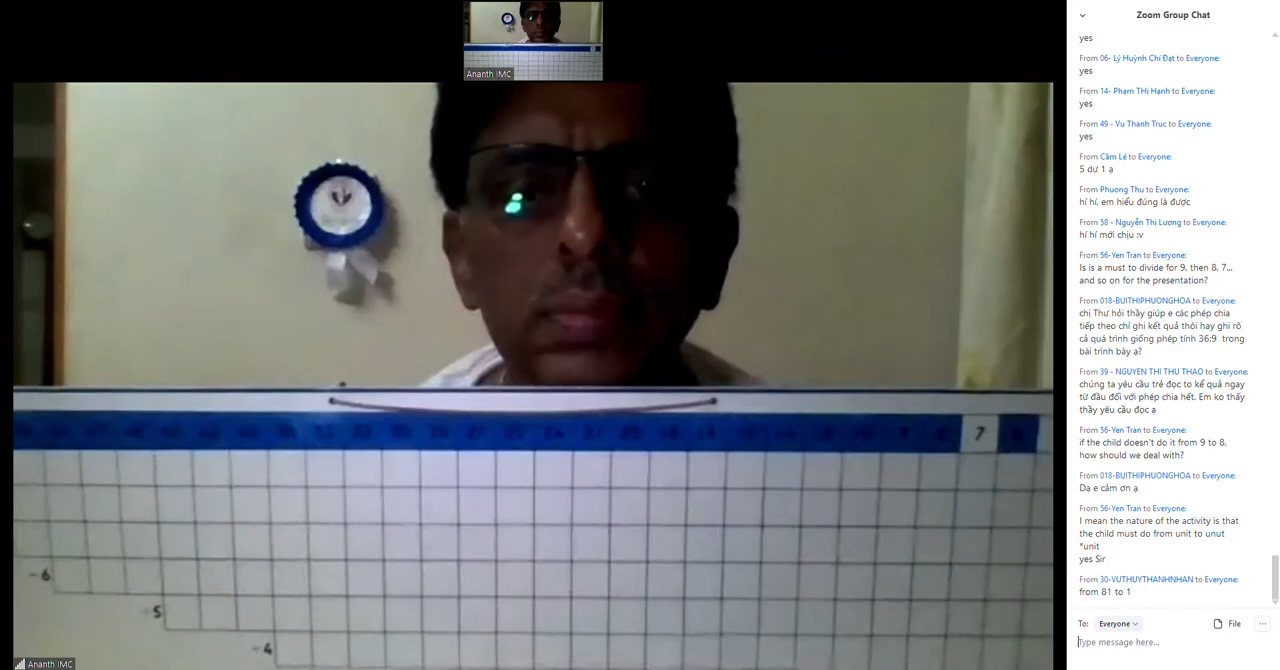 Ananth IMC
7
-6
-5
-4
Ananth IMC
Zoom Group Chat
yes
From 06- Lý Huỳnh Chí Đạt to Everyone:
yes
From 14- Phạm THị Hạnh to Everyone:
yes
From 49 - Vu Thanh Truc to Everyone:
yes
From Cầm Lê to Everyone:
5 dư 1 ạ
From Phuong Thu to Everyone:
hí hí, em hiểu đúng là được
From 58 - Nguyễn Thị Lương to Everyone:
hí hí mới chịu :v
From 56-Yen Tran to Everyone:
Is is a must to divide for 9, then 8, 7...
and so on for the presentation?
From 018-BUITHIPHUONGHOA to Everyone:
chị Thư hỏi thầy giúp e các phép chia
tiếp theo chỉ ghi kết quả thôi hay ghi rõ
cả quá trình giống phép tính 36:9 trong
bài trình bày ạ?
From 39 - NGUYEN THI THU THAO to Everyone:
chúng ta yêu cầu trẻ đọc to kể quả ngay
từ đầu đối với phép chia hết. Em ko thấy
thầy yêu cầu đọc ạ
From 56-Yen Tran to Everyone:
if the child doesn't do it from 9 to 8,
how should we deal with?
From 018-BUITHIPHUONGHOA to Everyone:
Dạ e cảm ơn ạ
From 56-Yen Tran to Everyone:
I mean the nature of the activity is that
the child must do from unit to unut
*unit
yes Sir
From 30-VUTHUYTHANHNHAN to Everyone:
from 81 to 1
To: Everyone
File
Type message here...